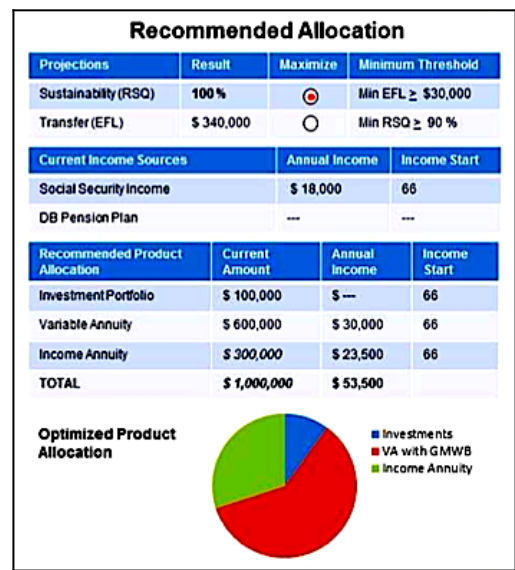 Recommended Allocation
Projections Result Maximize Minimum Threshold
Sustainability (RSQ) 100 % Min EFL ≥ $30,000
Transfer (EFL) $ 340,000 Min RSQ ≥ 90 %
Current Income Sources Annual Income Income Start
Social Security Income $ 18,000 66
DB Pension Plan --- ---
Recommended Product Allocation Current Amount Annual Income Income Start
Investment Portfolio $ 100,000 $ --- 66
Variable Annuity $ 600,000 $ 30,000 66
Income Annuity $ 300,000 $ 23,500 66
TOTAL $ 1,000,000 $ 53,500
Optimized Product
Allocation
Investments
VA with GMWB
Income Annuity